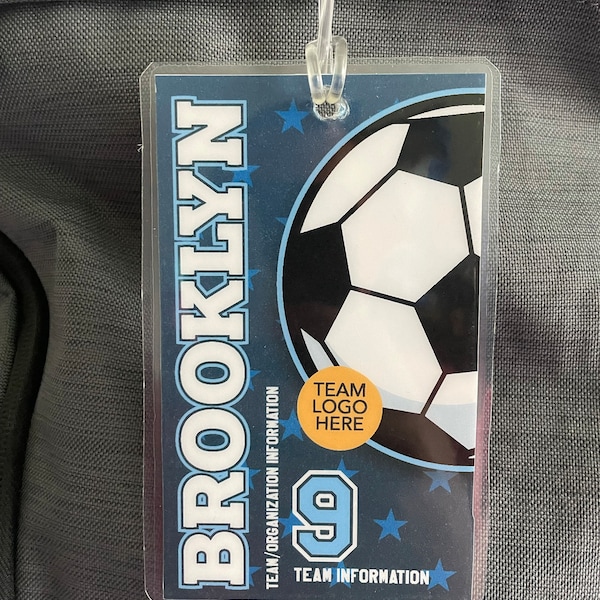 BROOKLYN
TEAM/ORGANIZATION INFORMATION
TEAM
LOGO
HERE
9
TEAM INFORMATION